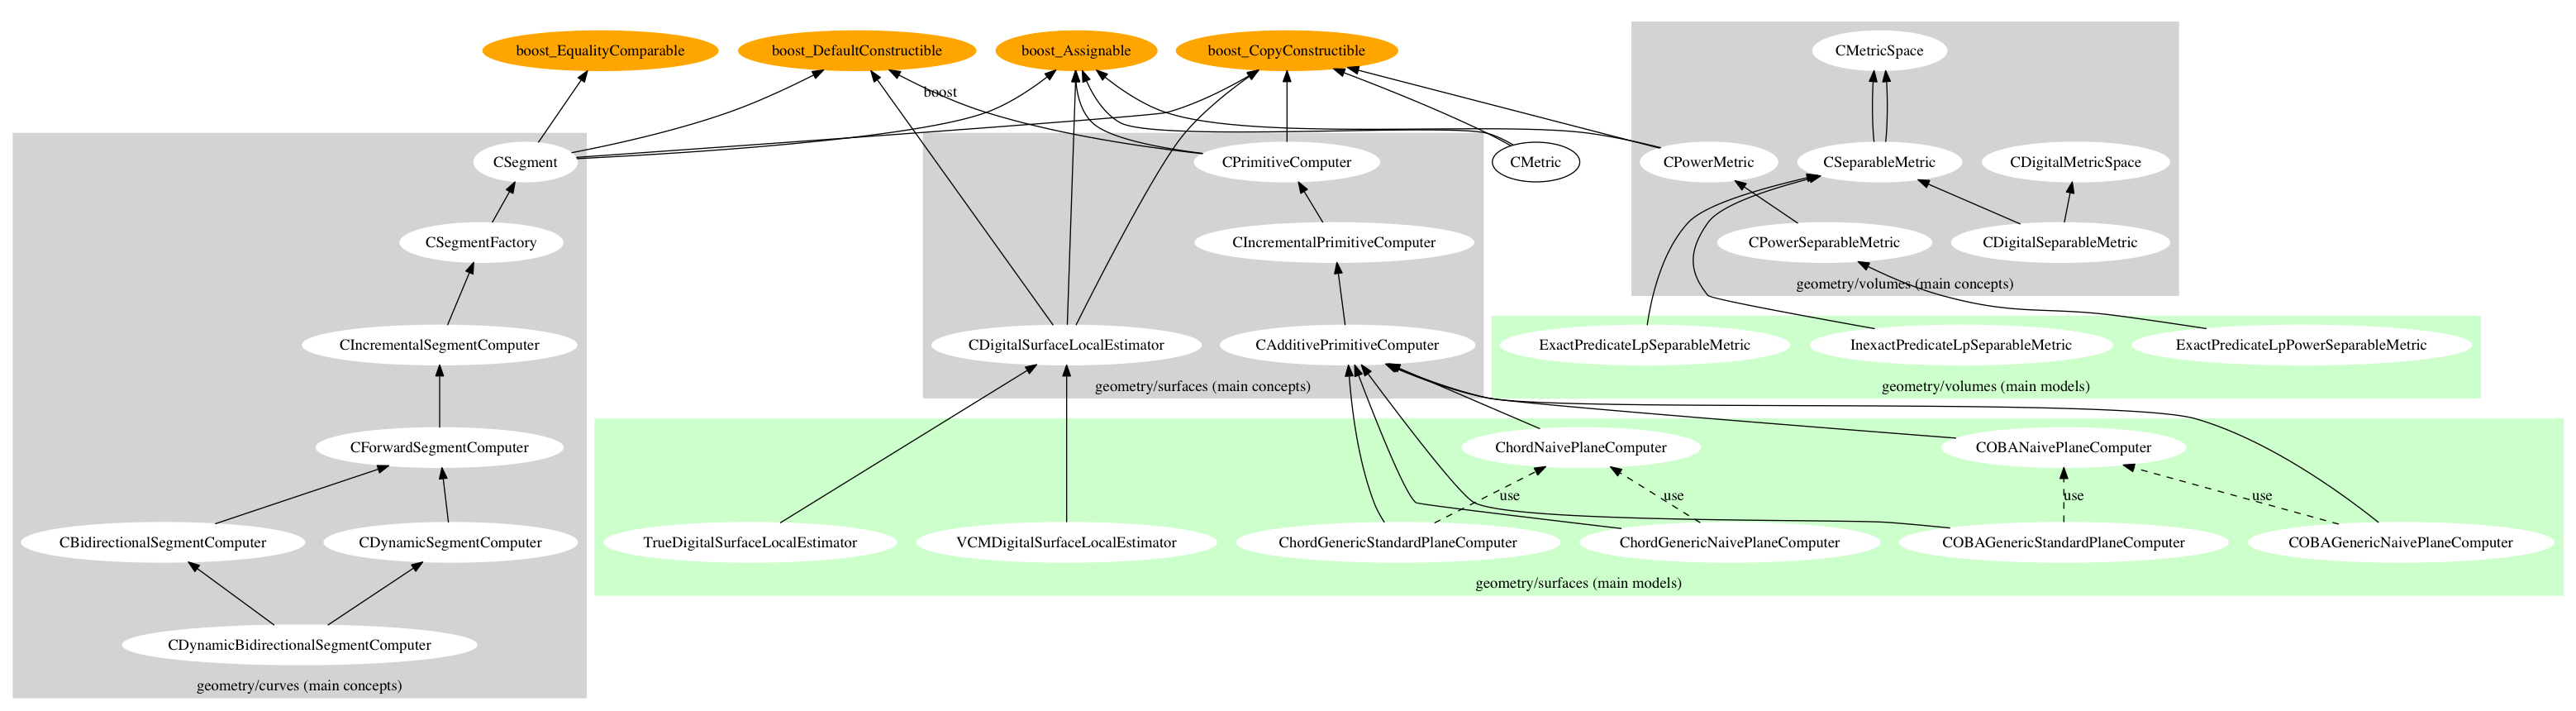 boost_EqualityComparable
boost_DefaultConstructible
boost_Assignable
boost_CopyConstructible
CMetricSpace
boost
CSegment
CPrimitiveComputer
CMetric
CPowerMetric
CSeparableMetric
CDigitalMetricSpace
CSegmentFactory
CIncrementalPrimitiveComputer
CPowerSeparableMetric
CDigitalSeparableMetric
geometry/volumes (main concepts)
CIncrementalSegmentComputer
CDigitalSurfaceLocalEstimator
CAdditivePrimitiveComputer
ExactPredicateLpSeparableMetric
InexactPredicateLpSeparableMetric
ExactPredicateLpPowerSeparableMetric
geometry/surfaces (main concepts)
geometry/volumes (main models)
CForwardSegmentComputer
ChordNaivePlaneComputer
COBANaivePlaneComputer
use
use
use
use
CBidirectionalSegmentComputer
CDynamicSegmentComputer
TrueDigitalSurfaceLocalEstimator
VCMDigitalSurfaceLocalEstimator
ChordGenericStandardPlaneComputer
ChordGenericNaivePlaneComputer
COBAGenericStandardPlaneComputer
COBAGenericNaivePlaneComputer
geometry/surfaces (main models)
CDynamicBidirectionalSegmentComputer
geometry/curves (main concepts)